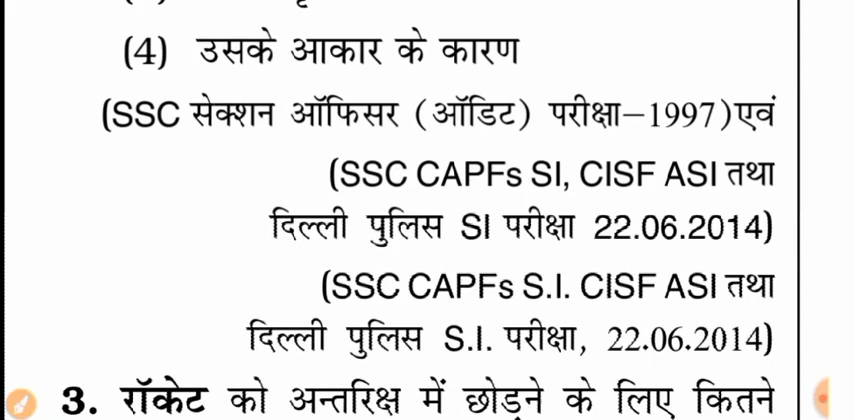 (4) उसके आकार के कारण
(SSC सेक्शन ऑफिसर (ऑडिट) परीक्षा–1997)एवं
(SSC CAPFs SI, CISF ASI तथा
दिल्ली पुलिस SI परीक्षा 22.06.2014)
(SSC CAPFs S.I. CISF ASI तथा
दिल्ली पुलिस S.I. परीक्षा, 22.06.2014)
3. रॉकेट को अन्तरिक्ष में छोड़ने के लिए कितने